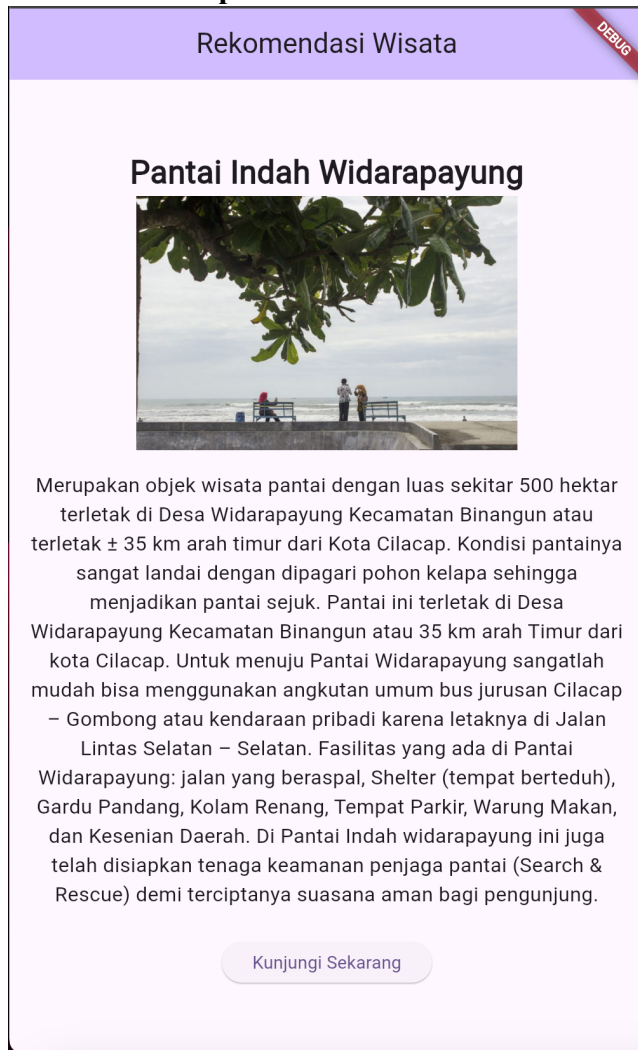 Rekomendasi Wisata
DEBUG
Pantai Indah Widarapayung
Merupakan objek wisata pantai dengan luas sekitar 500 hektar
terletak di Desa Widarapayung Kecamatan Binangun atau
terletak ± 35 km arah timur dari Kota Cilacap. Kondisi pantainya
sangat landai dengan dipagari pohon kelapa sehingga
menjadikan pantai sejuk. Pantai ini terletak di Desa
Widarapayung Kecamatan Binangun atau 35 km arah Timur dari
kota Cilacap. Untuk menuju Pantai Widarapayung sangatlah
mudah bisa menggunakan angkutan umum bus jurusan Cilacap
– Gombong atau kendaraan pribadi karena letaknya di Jalan
Lintas Selatan – Selatan. Fasilitas yang ada di Pantai
Widarapayung: jalan yang beraspal, Shelter (tempat berteduh),
Gardu Pandang, Kolam Renang, Tempat Parkir, Warung Makan,
dan Kesenian Daerah. Di Pantai Indah widarapayung ini juga
telah disiapkan tenaga keamanan penjaga pantai (Search &
Rescue) demi terciptanya suasana aman bagi pengunjung.
Kunjungi Sekarang